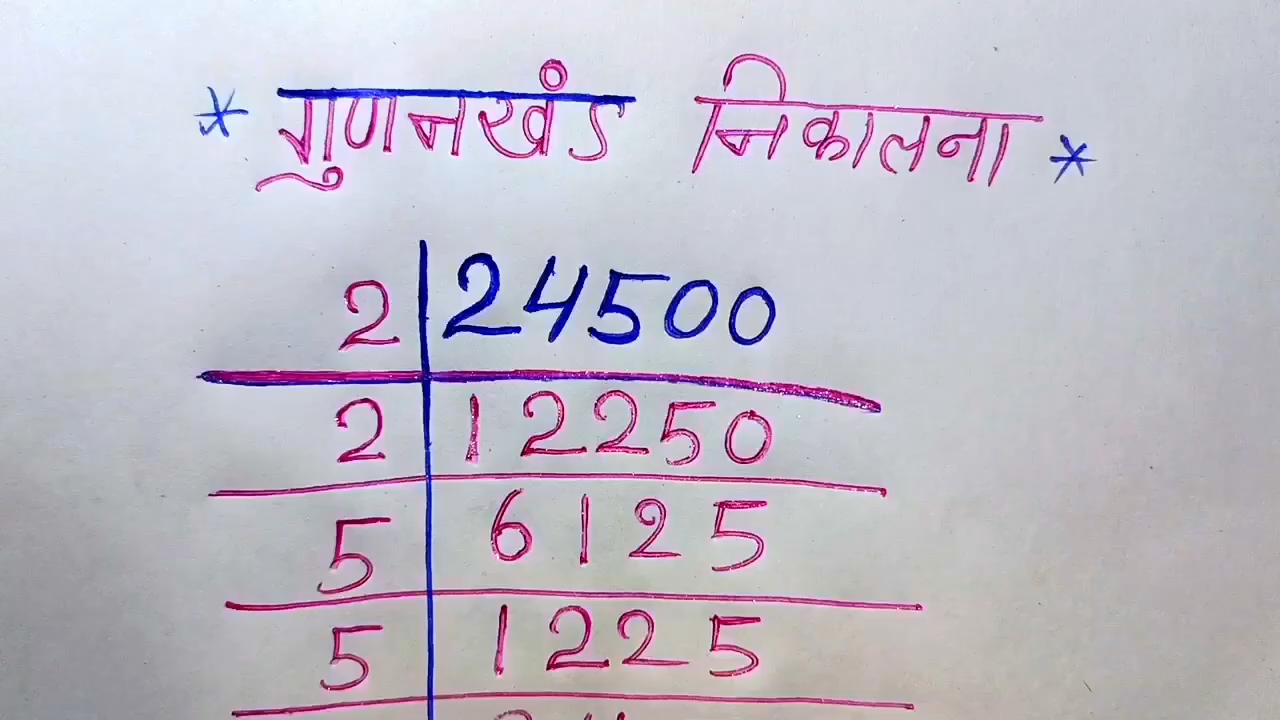 * गुणनखंड निकालना *
2 | 24500
2 | 12250
5 | 6125
5 | 1225